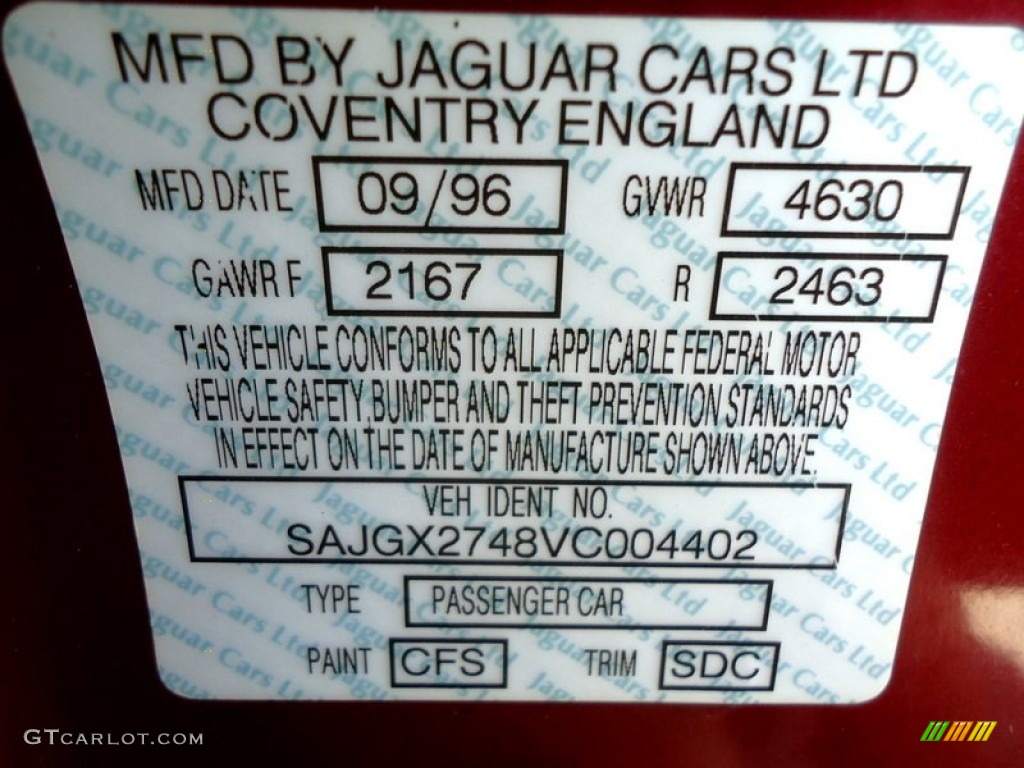 MFD BY JAGUAR CARS LTD
COVENTRY ENGLAND
MFD DATE 09/96 GVWR 4630
GAWR F 2167 R 2463
THIS VEHICLE CONFORMS TO ALL APPLICABLE FEDERAL MOTOR
VEHICLE SAFETY, BUMPER AND THEFT PREVENTION STANDARDS
IN EFFECT ON THE DATE OF MANUFACTURE SHOWN ABOVE.
VEH IDENT NO.
SAJGX2748VC004402
TYPE PASSENGER CAR
PAINT CFS TRIM SDC
GTCARLOT.COM